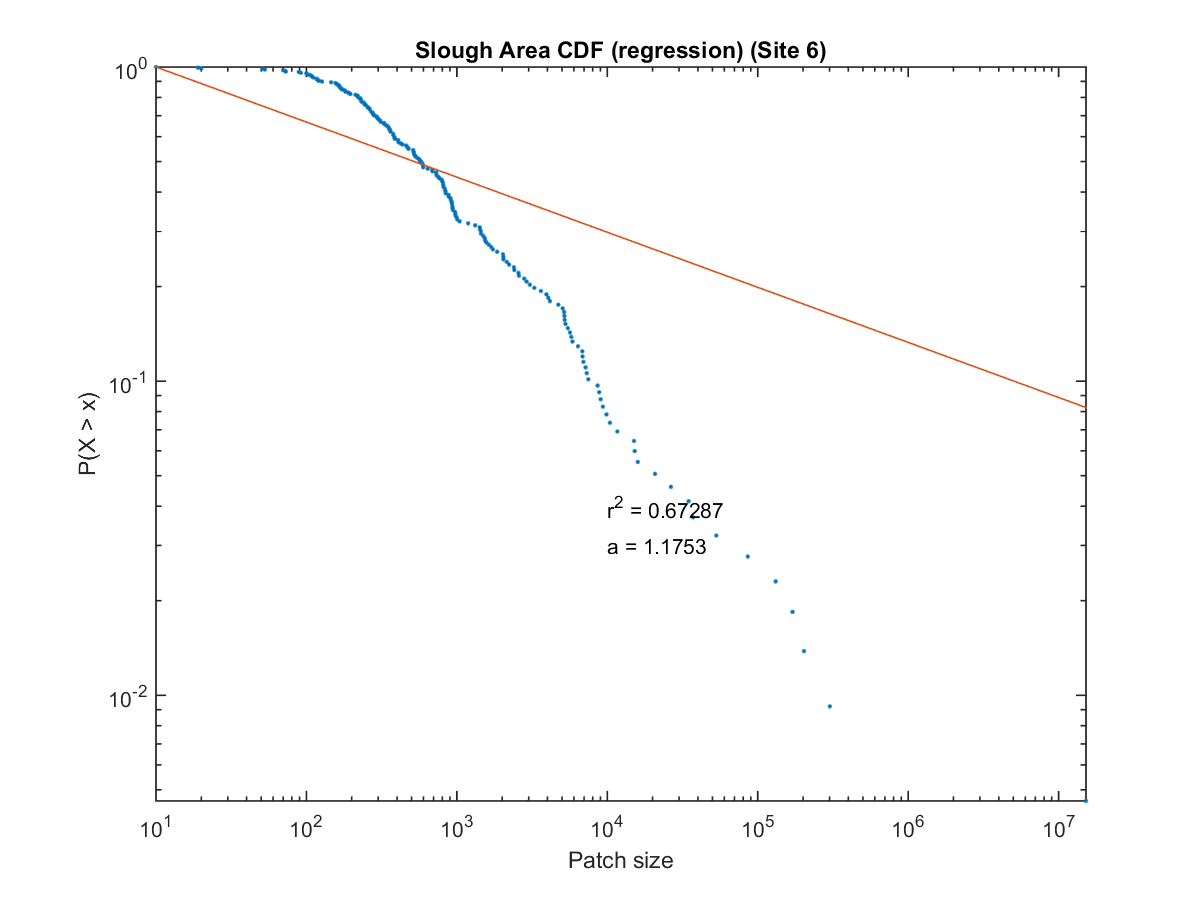 Slough Area CDF (regression) (Site 6)
10^0
10^-1
10^-2
P(X > x)
r^2 = 0.67287
a = 1.1753
10^1 10^2 10^3 10^4 10^5 10^6 10^7
Patch size